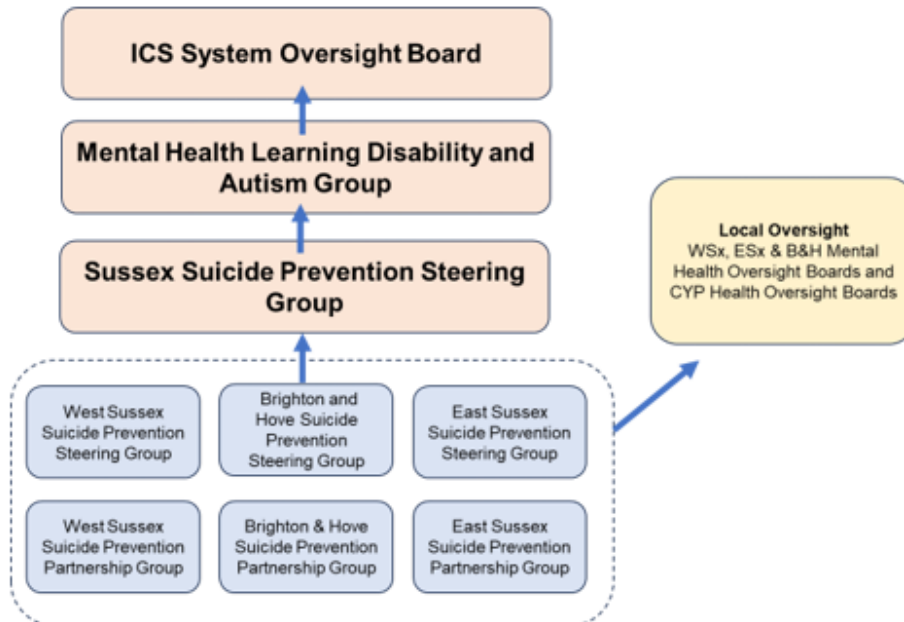 ICS System Oversight Board
Mental Health Learning Disability and
Autism Group
Sussex Suicide Prevention Steering
Group
Local Oversight
WSx, ESx & B&H Mental
Health Oversight Boards and
CYP Health Oversight Boards
West Sussex
Suicide Prevention
Steering Group
Brighton and
Hove Suicide
Prevention
Steering Group
East Sussex
Suicide Prevention
Steering Group
West Sussex
Suicide Prevention
Partnership Group
Brighton & Hove
Suicide Prevention
Partnership Group
East Sussex
Suicide Prevention
Partnership Group